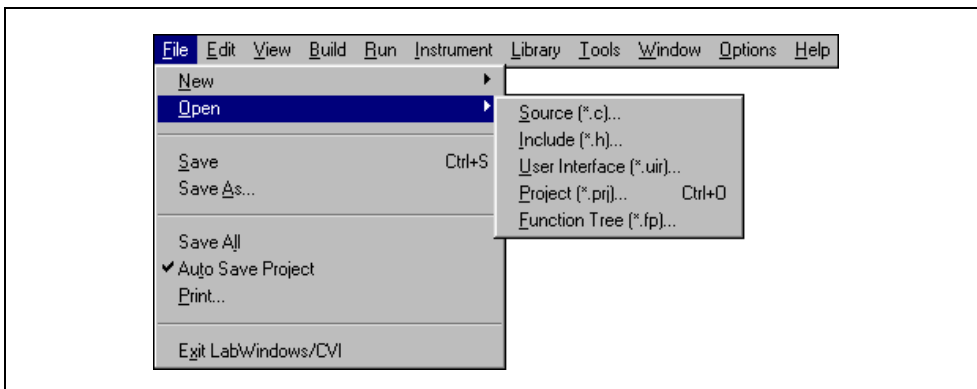 File Edit View Build Run Instrument Library Tools Window Options Help
New
Open
Save Ctrl+S
Save As...
Save All
Auto Save Project
Print...
Exit LabWindows/CVI
Source (*.c)...
Include (*.h)...
User Interface (*.uir)...
Project (*.prj)... Ctrl+O
Function Tree (*.fp)...